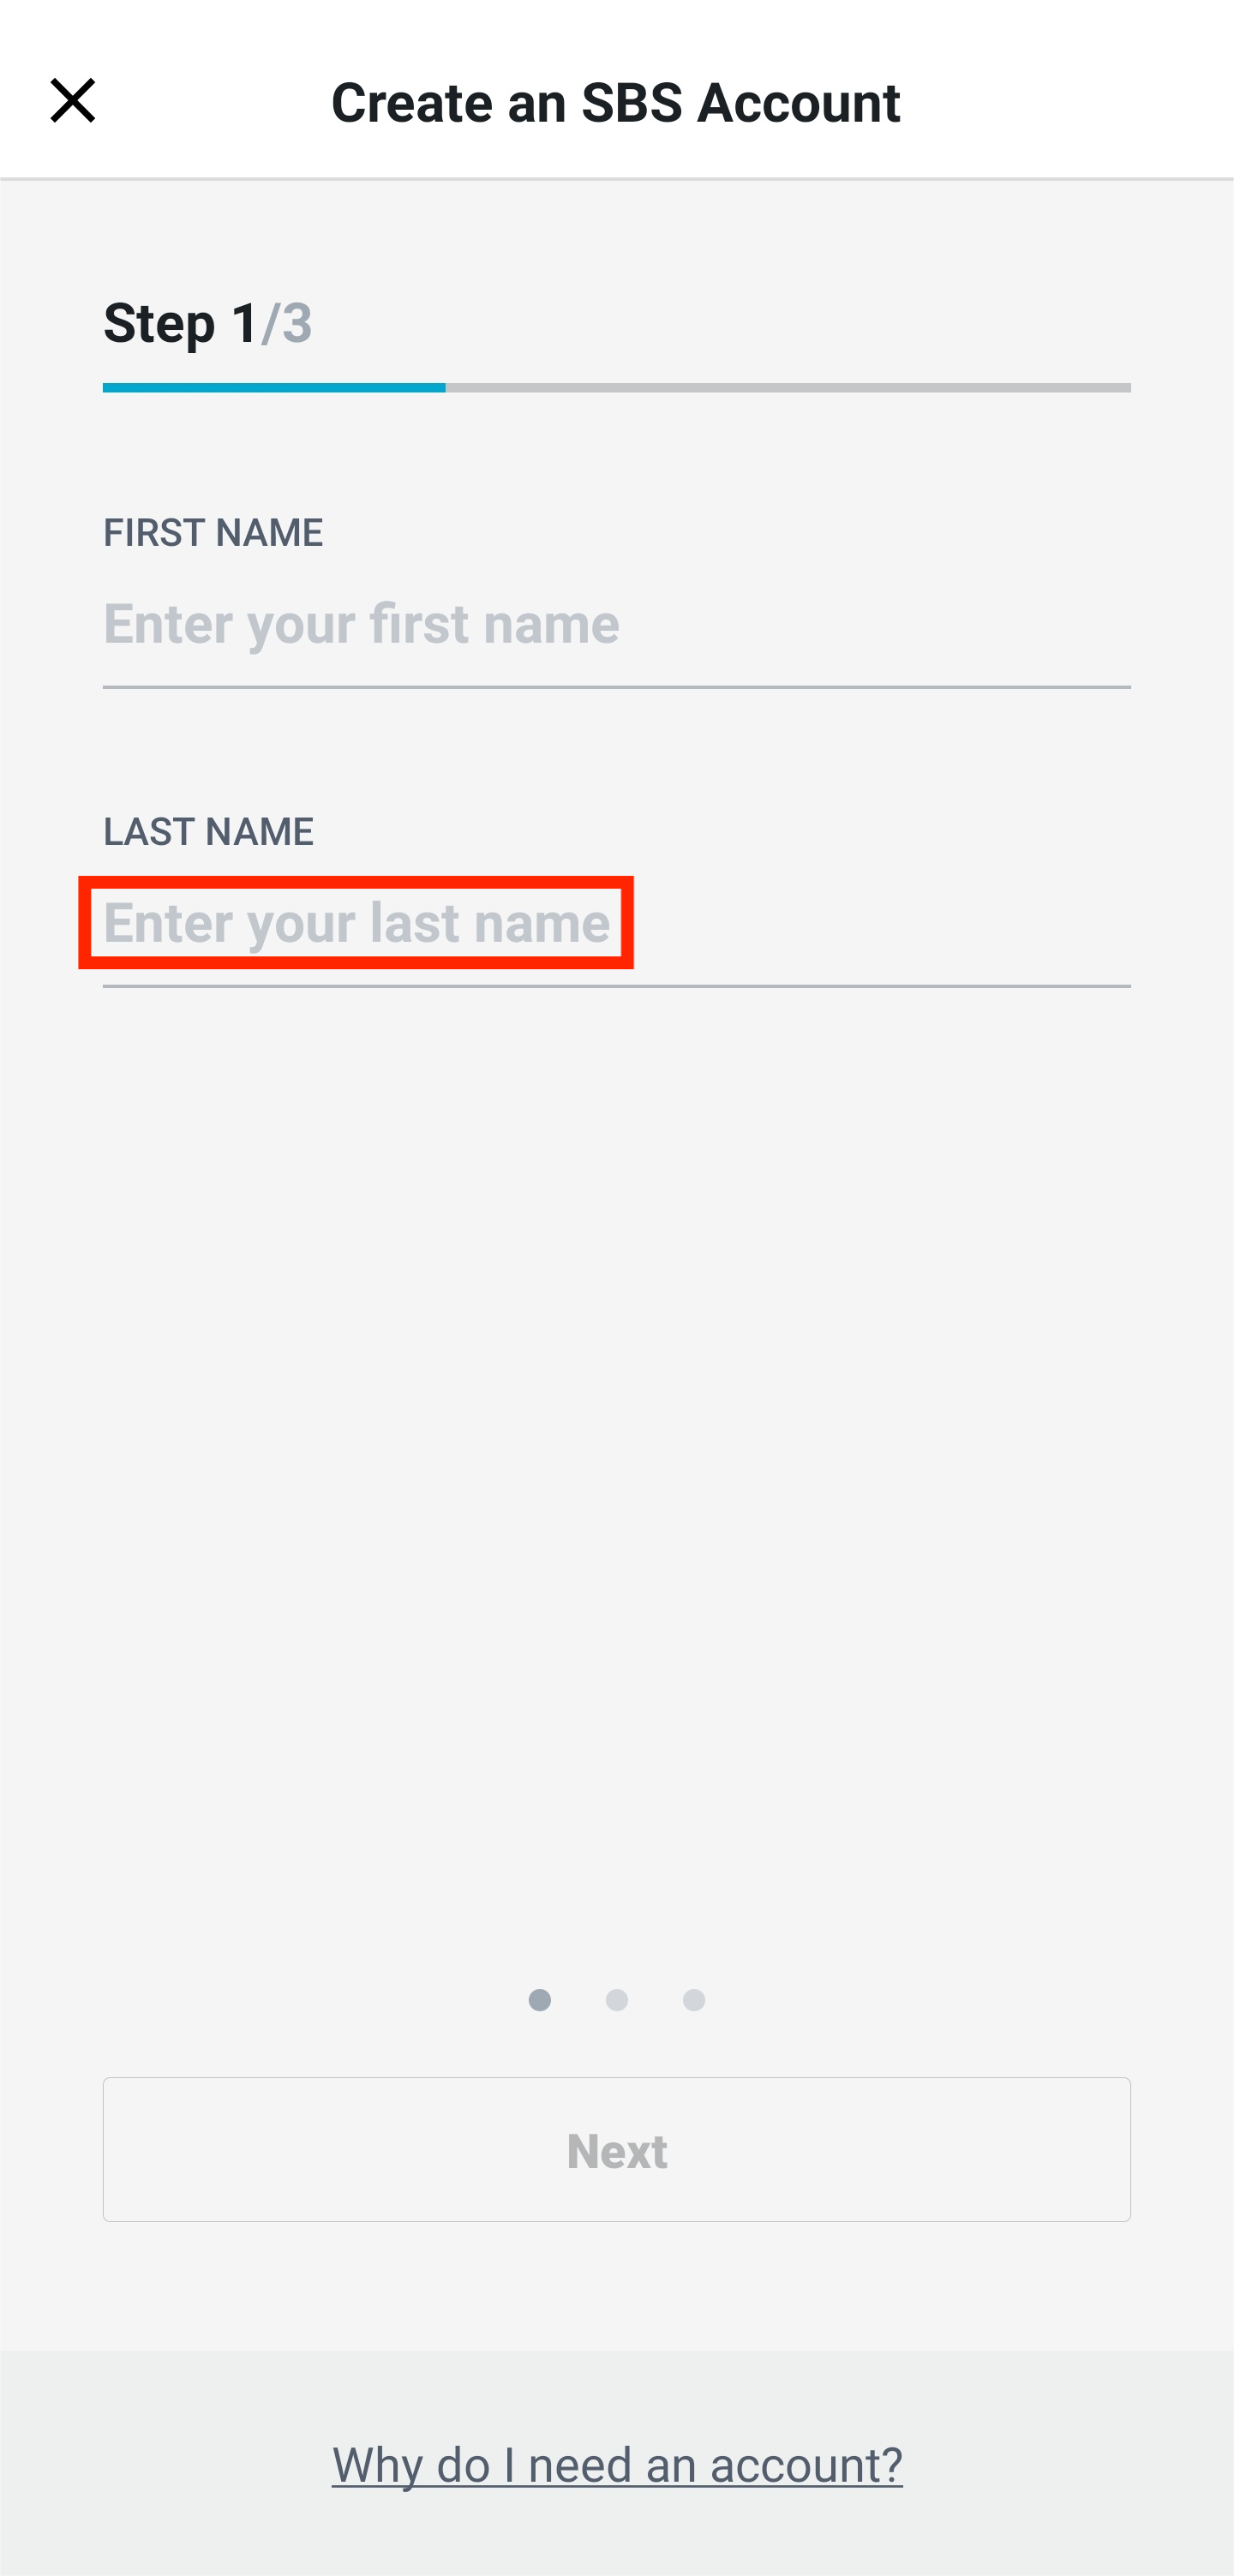 Create an SBS Account
Step 1/3
FIRST NAME
Enter your first name
LAST NAME
Enter your last name
Next
Why do I need an account?